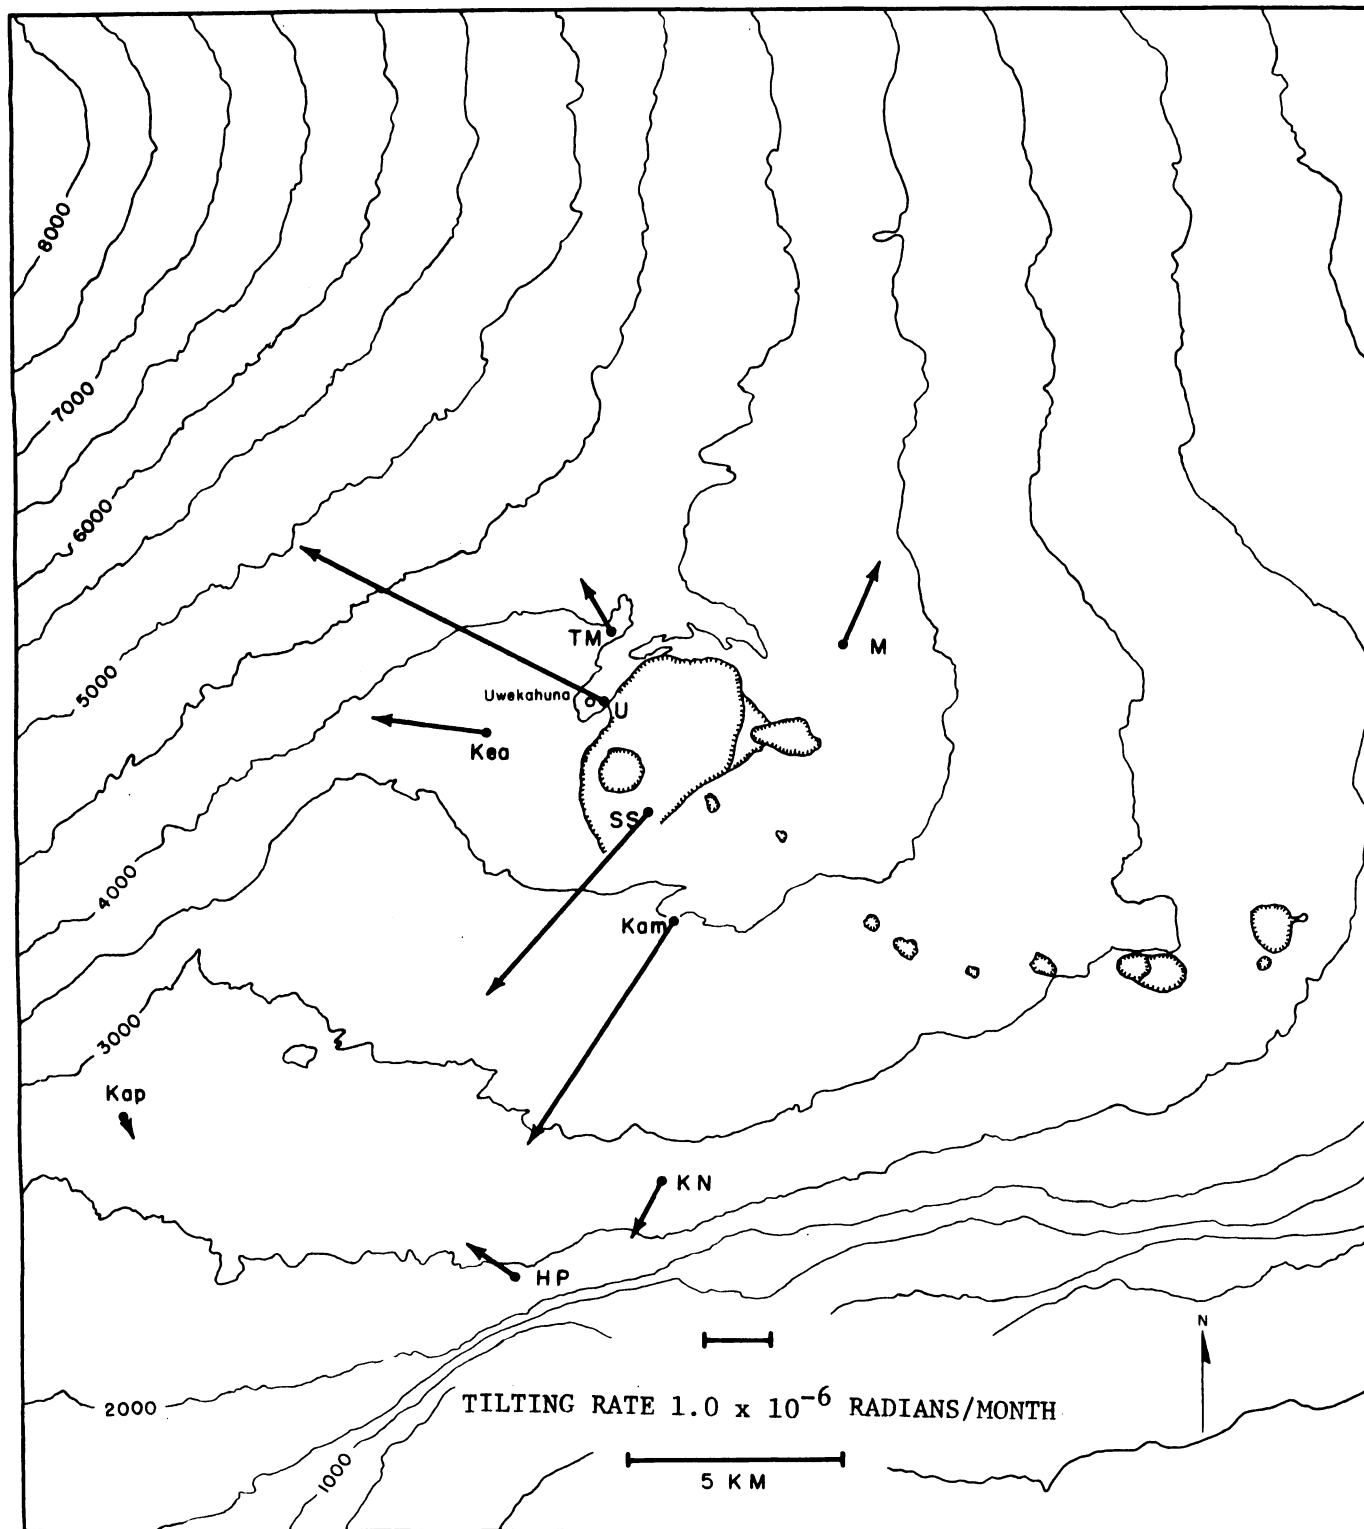 8000
7000
6000
5000
4000
3000
2000
1000
TM
M
Uwekahuna
U
Kea
SS
Kam
Kap
KN
HP
N
TILTING RATE 1.0 x 10⁻⁶ RADIANS/MONTH
5 KM